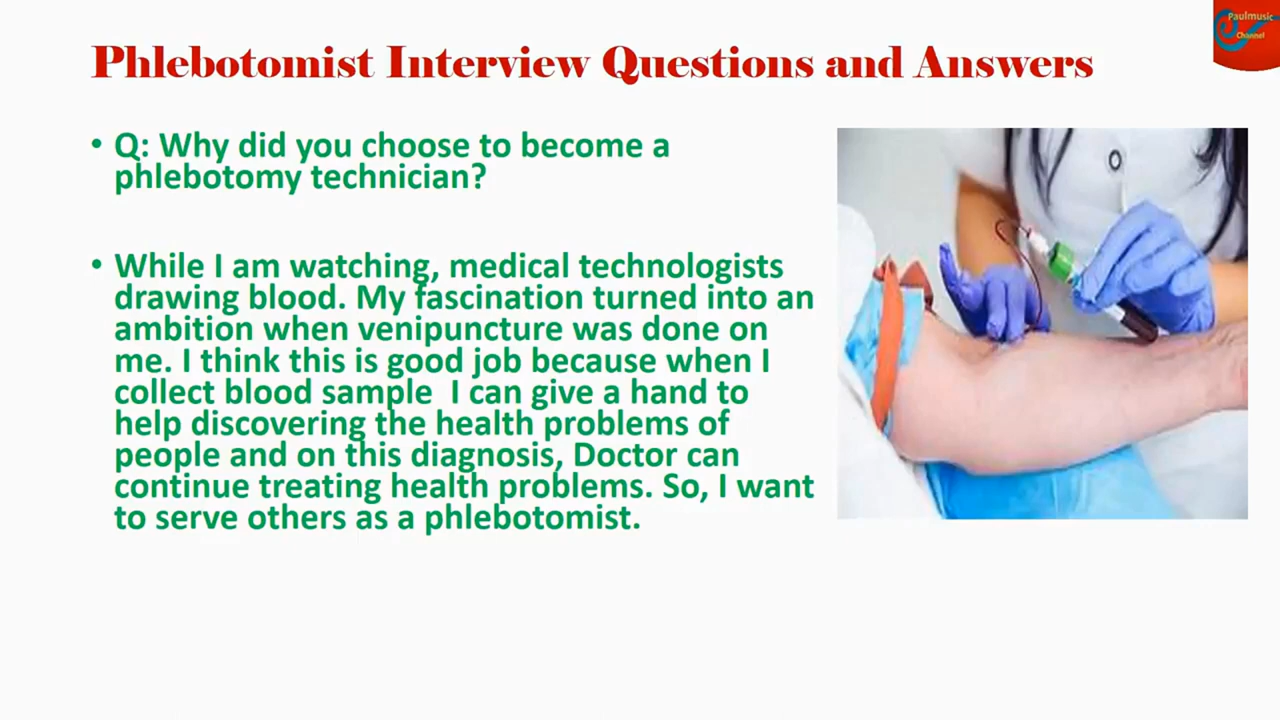 Paulmusic
Channel
Phlebotomist Interview Questions and Answers
• Q: Why did you choose to become a
phlebotomy technician?
• While I am watching, medical technologists
drawing blood. My fascination turned into an
ambition when venipuncture was done on
me. I think this is good job because when I
collect blood sample  I can give a hand to
help discovering the health problems of
people and on this diagnosis, Doctor can
continue treating health problems. So, I want
to serve others as a phlebotomist.